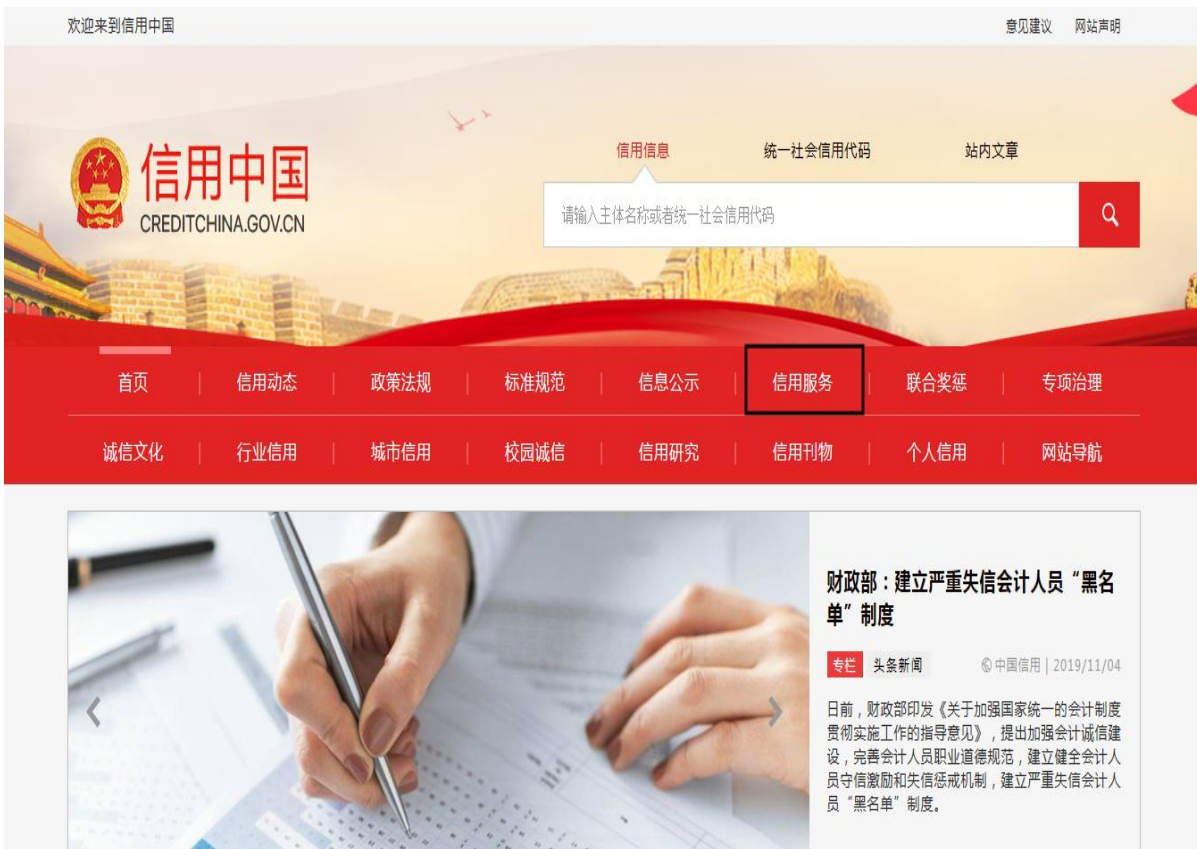 欢迎来到信用中国
意见建议 网站声明
信用中国
CREDITCHINA.GOV.CN
信用信息 统一社会信用代码 站内文章
请输入主体名称或者统一社会信用代码
首页 信用动态 政策法规 标准规范 信息公示 信用服务 联合奖惩 专项治理
诚信文化 行业信用 城市信用 校园诚信 信用研究 信用刊物 个人信用 网站导航
财政部：建立严重失信会计人员“黑名
单”制度
专栏 头条新闻 中国信用 | 2019/11/04
日前，财政部印发《关于加强国家统一的会计制度
贯彻实施工作的指导意见》，提出加强会计诚信建
设，完善会计人员职业道德规范，建立健全会计人
员守信激励和失信惩戒机制，建立严重失信会计人
员“黑名单”制度。